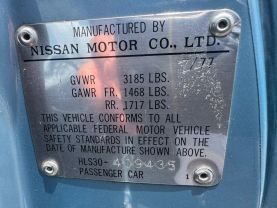 MANUFACTURED BY
NISSAN MOTOR CO., LTD.
7/77
GVWR 3185 LBS.
GAWR FR. 1468 LBS.
RR. 1717 LBS.
THIS VEHICLE CONFORMS TO ALL
APPLICABLE FEDERAL MOTOR VEHICLE
SAFETY STANDARDS IN EFFECT ON THE
DATE OF MANUFACTURE SHOWN ABOVE.
HLS30-409435
PASSENGER CAR 1